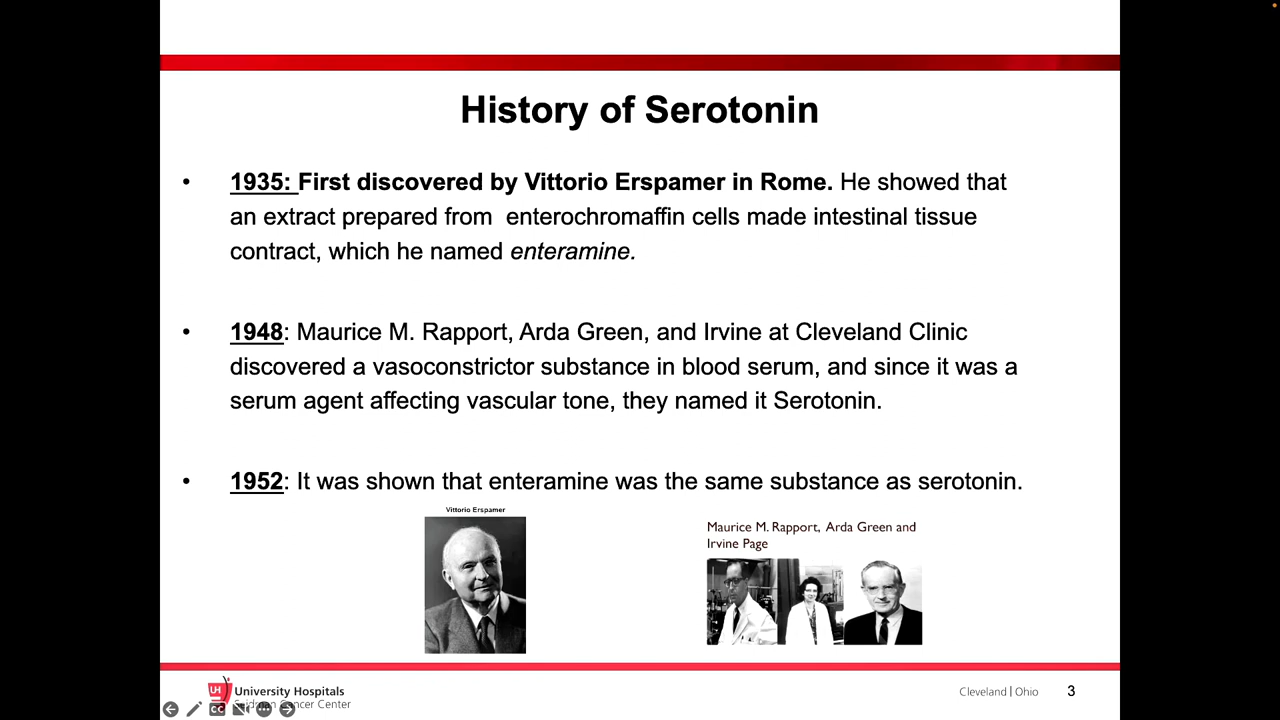 History of Serotonin
• 1935: First discovered by Vittorio Erspamer in Rome. He showed that
an extract prepared from enterochromaffin cells made intestinal tissue
contract, which he named enteramine.
• 1948: Maurice M. Rapport, Arda Green, and Irvine at Cleveland Clinic
discovered a vasoconstrictor substance in blood serum, and since it was a
serum agent affecting vascular tone, they named it Serotonin.
• 1952: It was shown that enteramine was the same substance as serotonin.
Vittorio Erspamer
Maurice M. Rapport, Arda Green and
Irvine Page
UH University Hospitals
Cancer Center
CC
Cleveland | Ohio 3